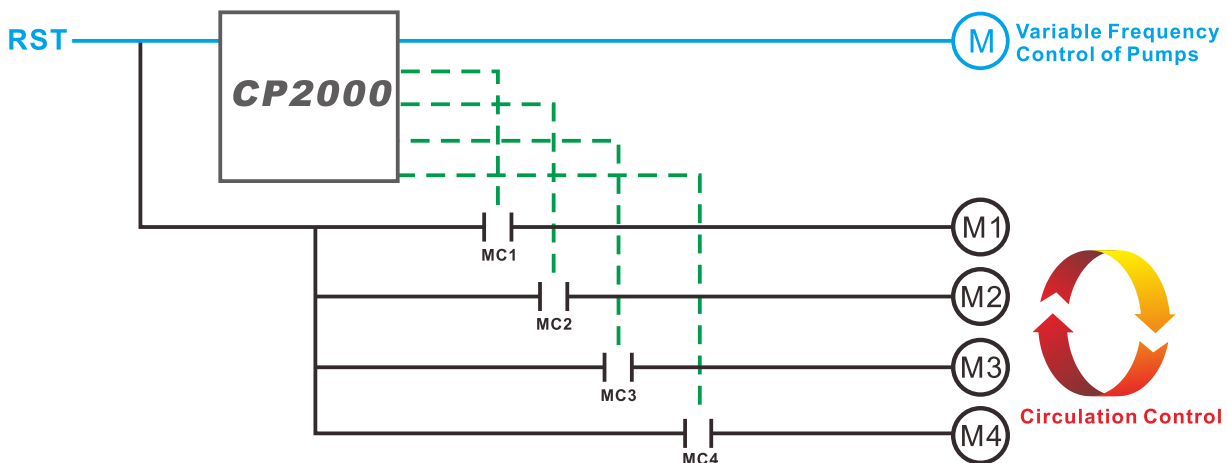 RST
CP2000
M
Variable Frequency
Control of Pumps
MC1
M1
MC2
M2
MC3
M3
MC4
M4
Circulation Control